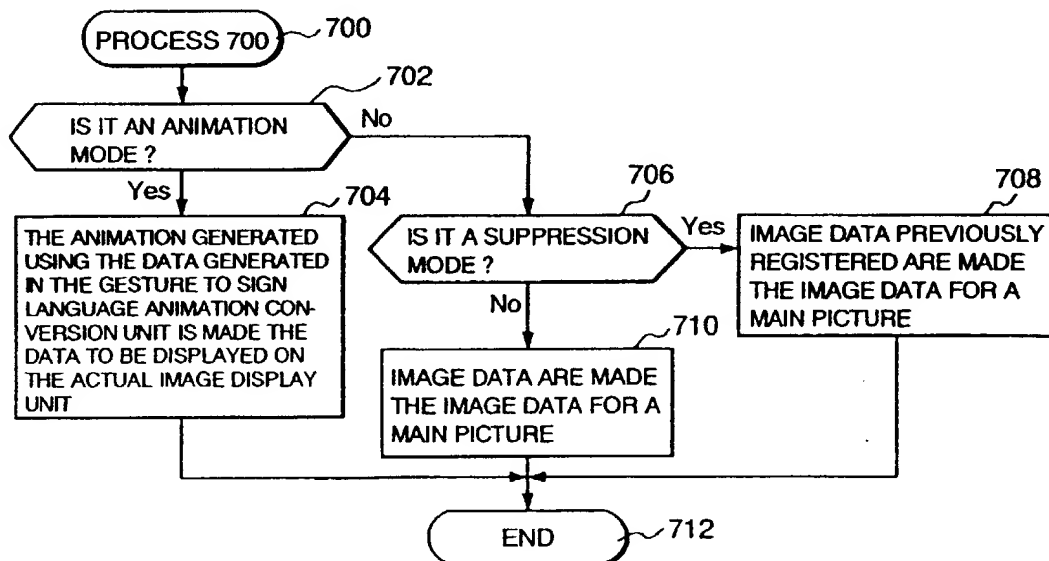 PROCESS 700
700
702
IS IT AN ANIMATION
MODE ?
No
Yes
704
THE ANIMATION GENERATED
USING THE DATA GENERATED
IN THE GESTURE TO SIGN
LANGUAGE ANIMATION CON-
VERSION UNIT IS MADE THE
DATA TO BE DISPLAYED ON
THE ACTUAL IMAGE DISPLAY
UNIT
706
IS IT A SUPPRESSION
MODE ?
Yes
No
708
IMAGE DATA PREVIOUSLY
REGISTERED ARE MADE
THE IMAGE DATA FOR A
MAIN PICTURE
710
IMAGE DATA ARE MADE
THE IMAGE DATA FOR A
MAIN PICTURE
END
712